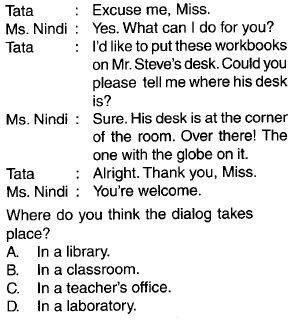 Tata : Excuse me, Miss.
Ms. Nindi : Yes. What can I do for you?
Tata : I'd like to put these workbooks
on Mr. Steve's desk. Could you
please tell me where his desk
is?
Ms. Nindi : Sure. His desk is at the corner
of the room. Over there! The
one with the globe on it.
Tata : Alright. Thank you, Miss.
Ms. Nindi : You're welcome.
Where do you think the dialog takes
place?
A. In a library.
B. In a classroom.
C. In a teacher's office.
D. In a laboratory.